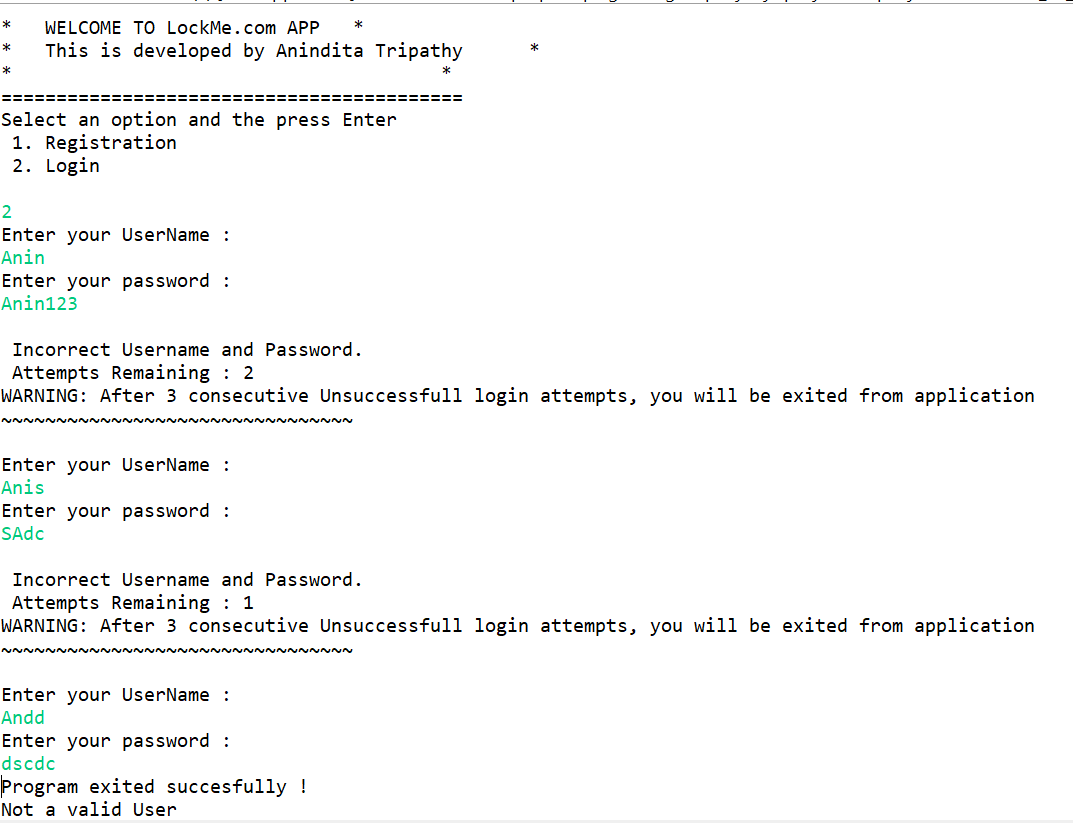 *   WELCOME TO LockMe.com APP   *
*   This is developed by Anindita Tripathy      *
*                                       *
==========================================
Select an option and the press Enter
 1. Registration
 2. Login
2
Enter your UserName :
Anin
Enter your password :
Anin123
 Incorrect Username and Password.
 Attempts Remaining : 2
WARNING: After 3 consecutive Unsuccessfull login attempts, you will be exited from application
~~~~~~~~~~~~~~~~~~~~~~~~~~~~~~~~
Enter your UserName :
Anis
Enter your password :
SAdc
 Incorrect Username and Password.
 Attempts Remaining : 1
WARNING: After 3 consecutive Unsuccessfull login attempts, you will be exited from application
~~~~~~~~~~~~~~~~~~~~~~~~~~~~~~~~
Enter your UserName :
Andd
Enter your password :
dscdc
Program exited succesfully !
Not a valid User